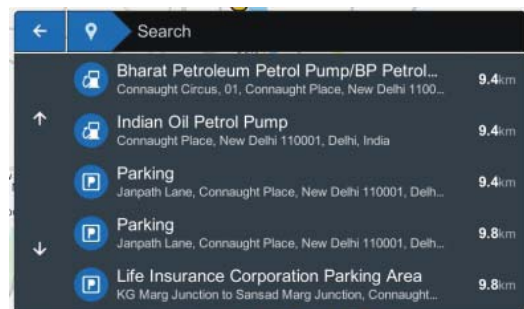 Search
Bharat Petroleum Petrol Pump/BP Petrol...
Connaught Circus, 01, Connaught Place, New Delhi 1100...
9.4km
Indian Oil Petrol Pump
Connaught Place, New Delhi 110001, Delhi, India
9.4km
Parking
Janpath Lane, Connaught Place, New Delhi 110001, Delh...
9.4km
Parking
Janpath Lane, Connaught Place, New Delhi 110001, Delh...
9.8km
Life Insurance Corporation Parking Area
KG Marg Junction to Sansad Marg Junction, Connaught...
9.8km